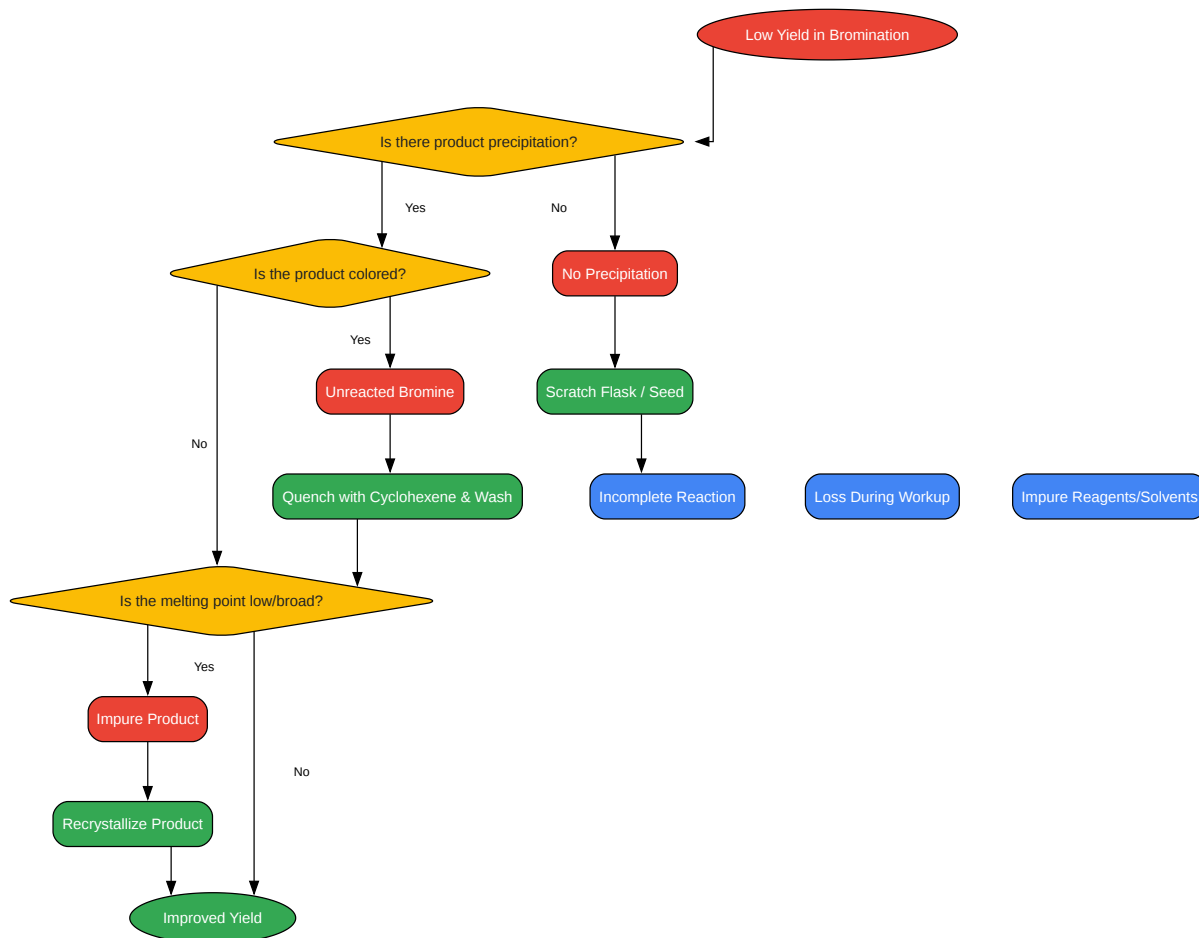 Low Yield in Bromination
Is there product precipitation?
Yes
No
Is the product colored?
No Precipitation
Yes
Unreacted Bromine
Scratch Flask / Seed
No
Quench with Cyclohexene & Wash
Incomplete Reaction
Loss During Workup
Impure Reagents/Solvents
Is the melting point low/broad?
Yes
Impure Product
No
Recrystallize Product
Improved Yield